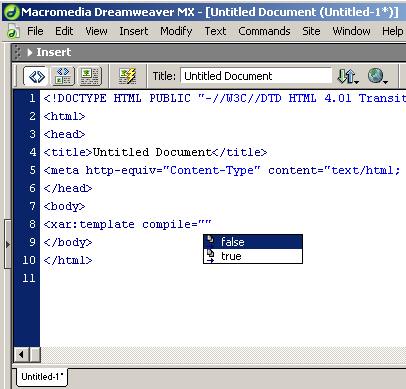 Macromedia Dreamweaver MX - [Untitled Document (Untitled-1*)]
File Edit View Insert Modify Text Commands Site Window Help
Insert
Title: Untitled Document
1 <!DOCTYPE HTML PUBLIC "-//W3C//DTD HTML 4.01 Transit
2 <html>
3 <head>
4 <title>Untitled Document</title>
5 <meta http-equiv="Content-Type" content="text/html;
6 </head>
7 <body>
8 <xar:template compile=""
false
9 </body>
true
10 </html>
11
Untitled-1*